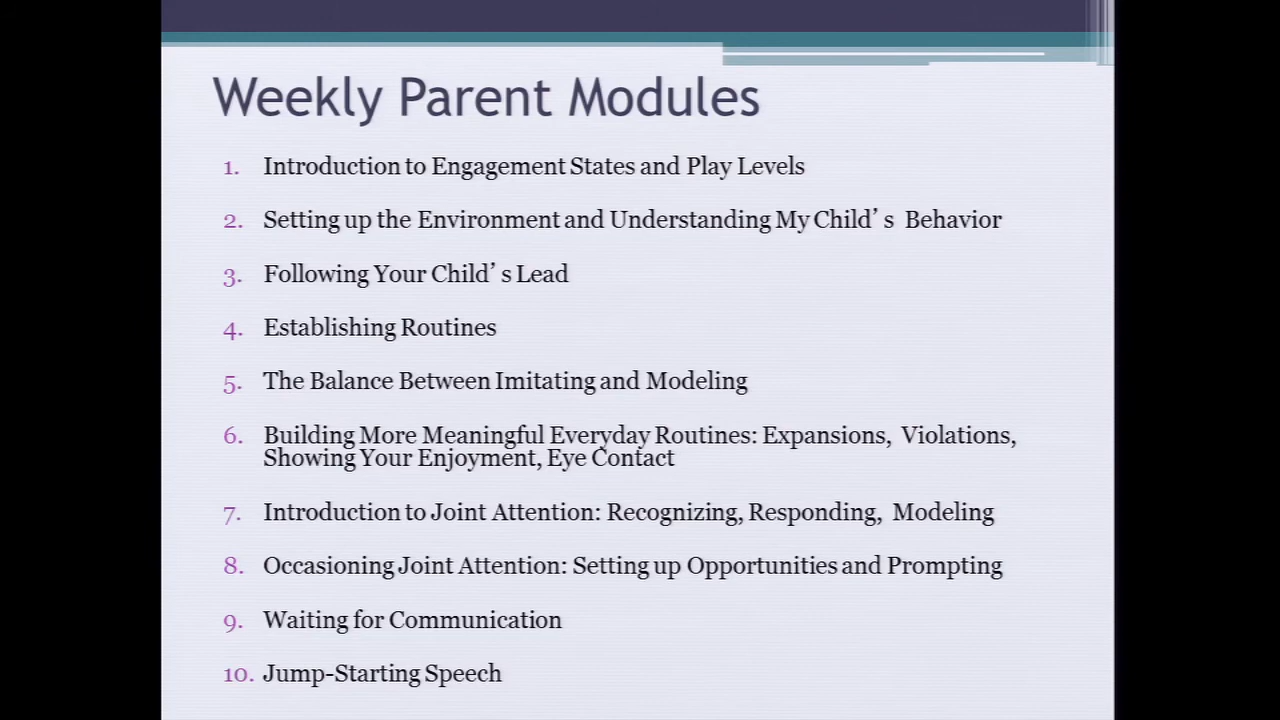 Weekly Parent Modules
1. Introduction to Engagement States and Play Levels
2. Setting up the Environment and Understanding My Child’s Behavior
3. Following Your Child’s Lead
4. Establishing Routines
5. The Balance Between Imitating and Modeling
6. Building More Meaningful Everyday Routines: Expansions, Violations,
Showing Your Enjoyment, Eye Contact
7. Introduction to Joint Attention: Recognizing, Responding, Modeling
8. Occasioning Joint Attention: Setting up Opportunities and Prompting
9. Waiting for Communication
10. Jump-Starting Speech